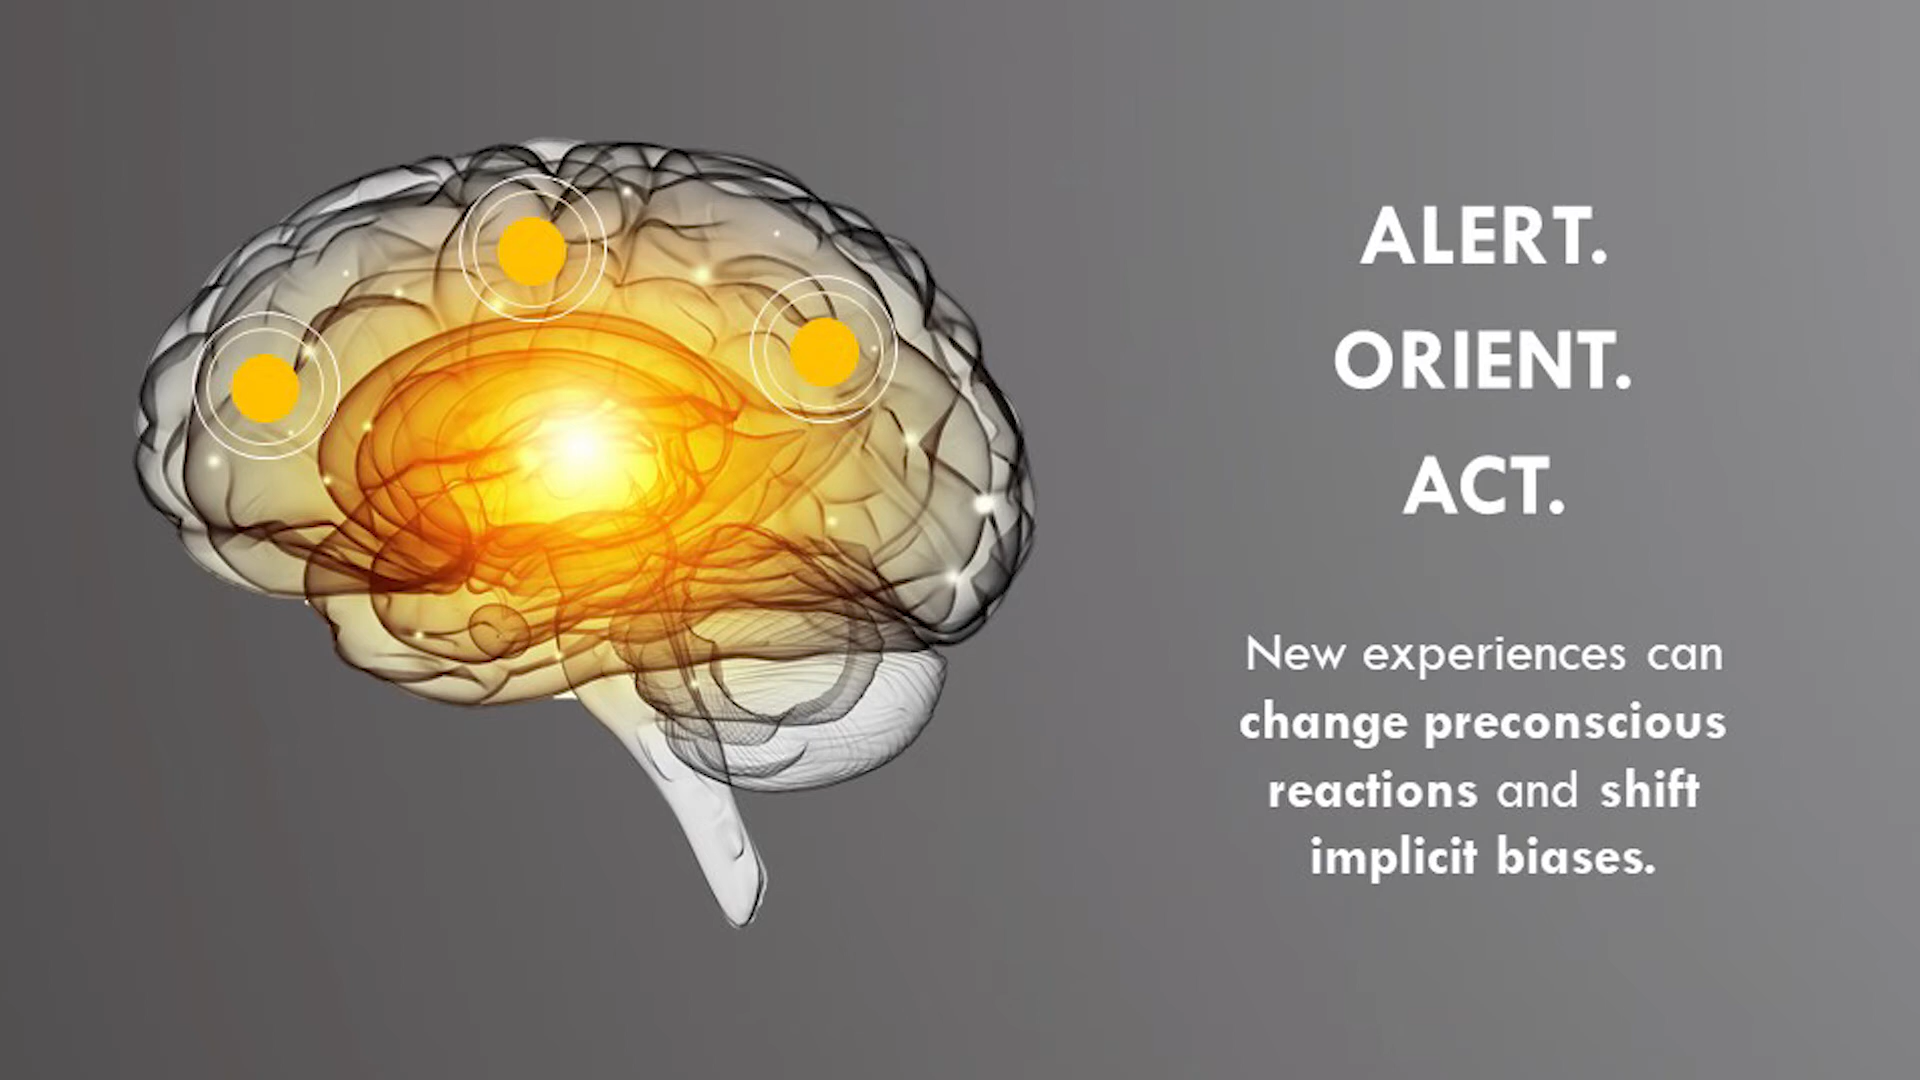 ALERT.
ORIENT.
ACT.
New experiences can
change preconscious
reactions and shift
implicit biases.